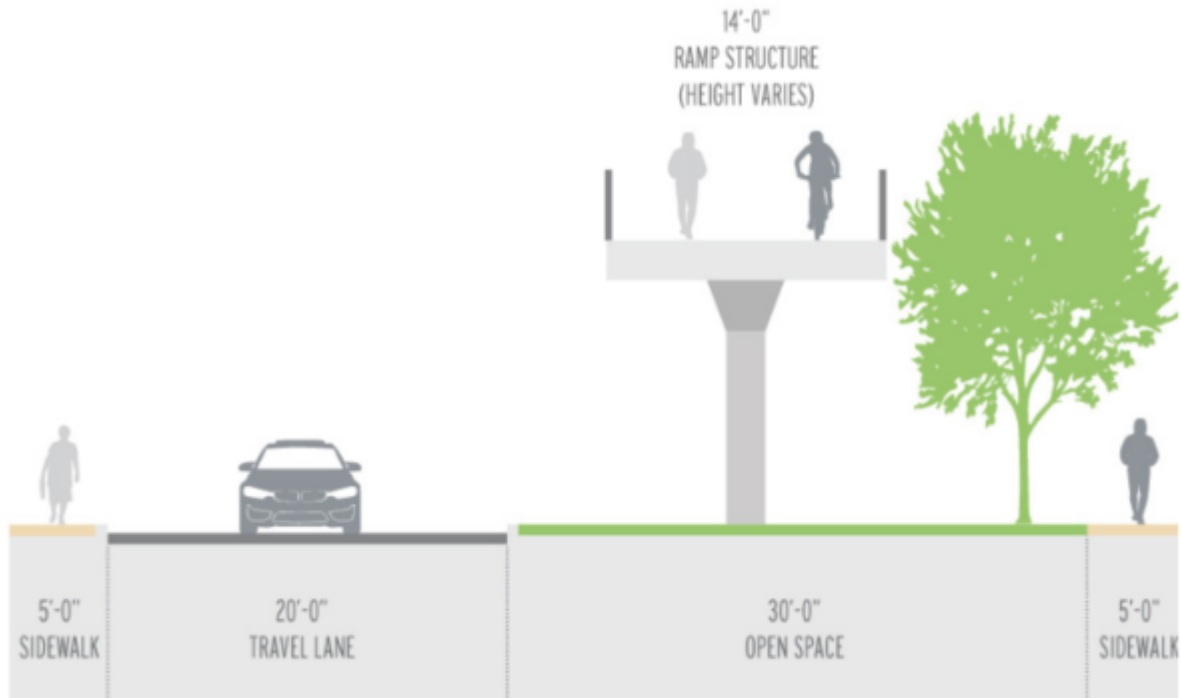 14'-0"
RAMP STRUCTURE
(HEIGHT VARIES)
5'-0"
SIDEWALK
20'-0"
TRAVEL LANE
30'-0"
OPEN SPACE
5'-0"
SIDEWALK